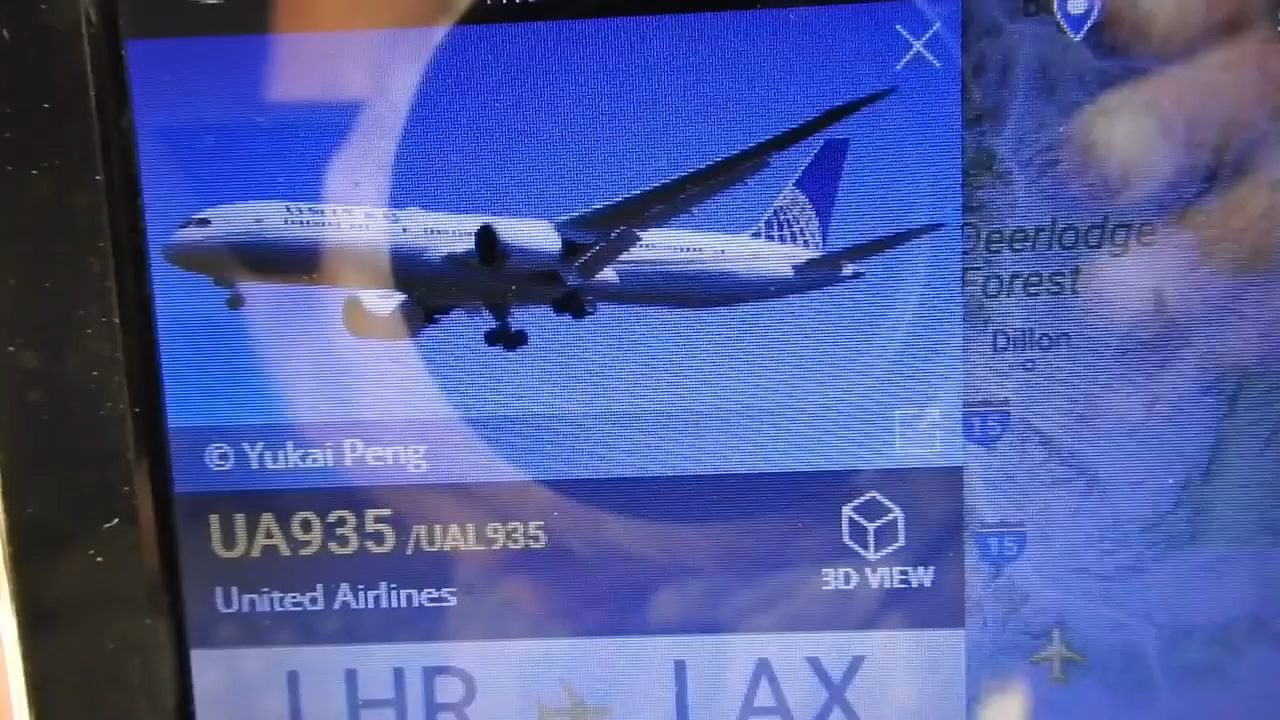 © Yukai Peng
UA935 /UAL935
United Airlines
3D VIEW
LHR LAX
Deerlodge
Forest
Dillon
15
15